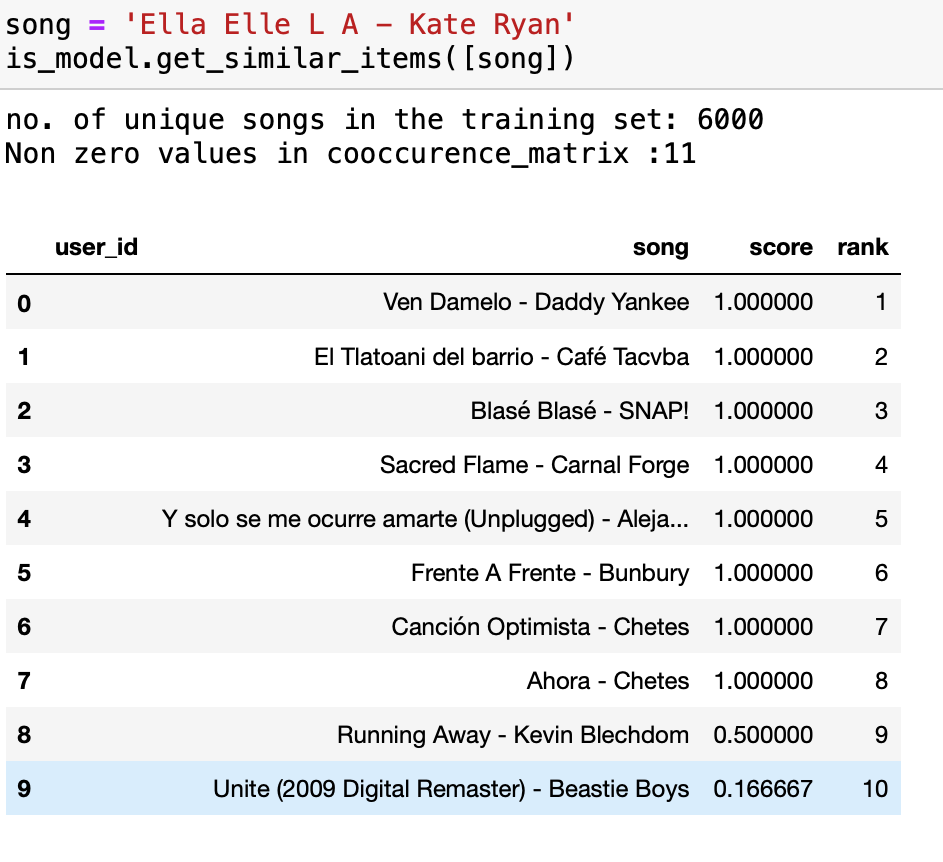 song = 'Ella Elle L A - Kate Ryan'
is_model.get_similar_items([song])
no. of unique songs in the training set: 6000
Non zero values in cooccurence_matrix :11
user_id song score rank
0 Ven Damelo - Daddy Yankee 1.000000 1
1 El Tlatoani del barrio - Café Tacvba 1.000000 2
2 Blasé Blasé - SNAP! 1.000000 3
3 Sacred Flame - Carnal Forge 1.000000 4
4 Y solo se me ocurre amarte (Unplugged) - Aleja... 1.000000 5
5 Frente A Frente - Bunbury 1.000000 6
6 Canción Optimista - Chetes 1.000000 7
7 Ahora - Chetes 1.000000 8
8 Running Away - Kevin Blechdom 0.500000 9
9 Unite (2009 Digital Remaster) - Beastie Boys 0.166667 10